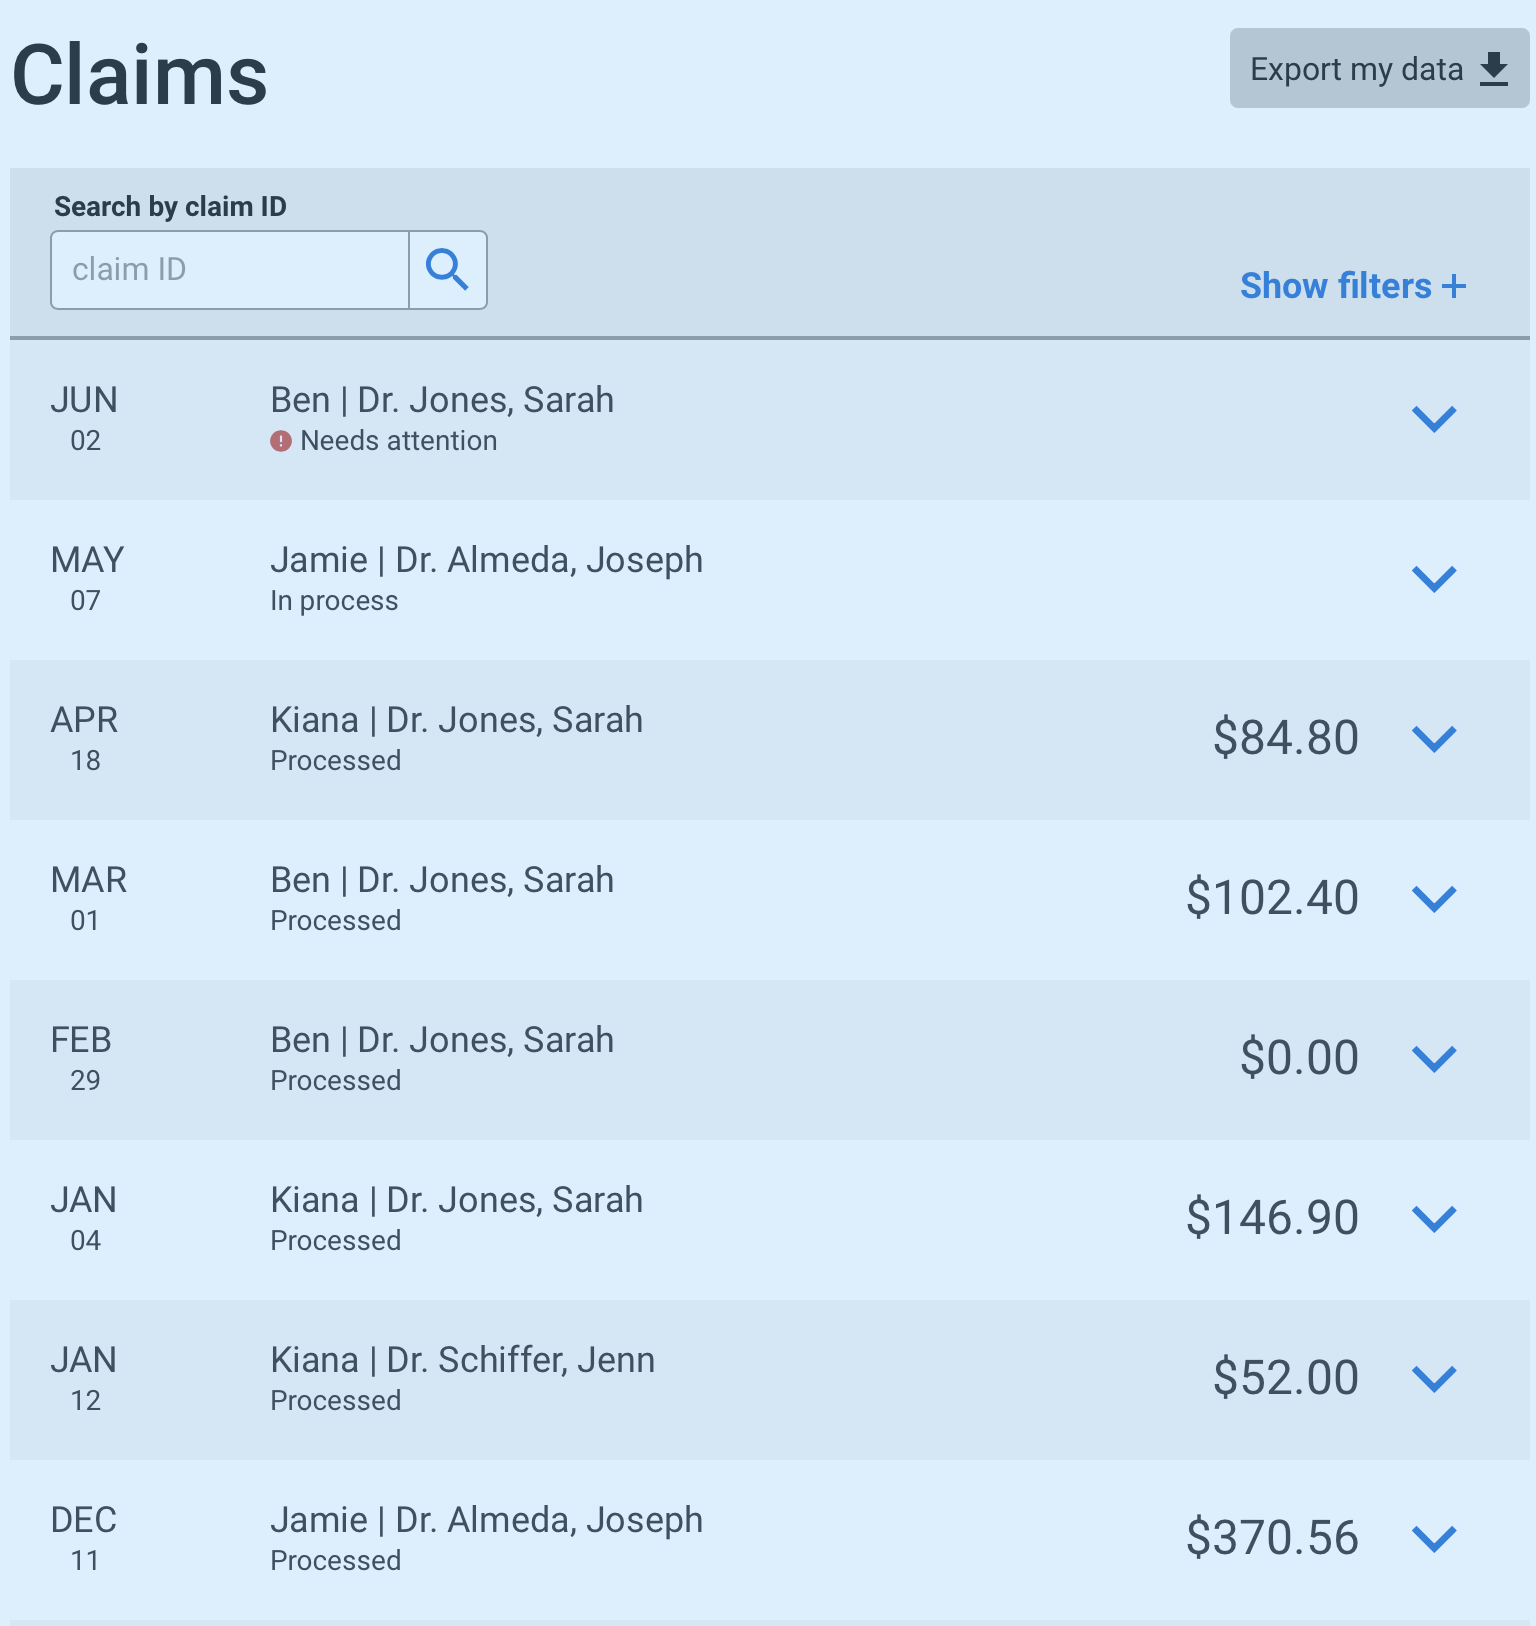 Claims
Export my data
Search by claim ID
claim ID
Show filters +
JUN
02
Ben | Dr. Jones, Sarah
Needs attention
MAY
07
Jamie | Dr. Almeda, Joseph
In process
APR
18
Kiana | Dr. Jones, Sarah
Processed
$84.80
MAR
01
Ben | Dr. Jones, Sarah
Processed
$102.40
FEB
29
Ben | Dr. Jones, Sarah
Processed
$0.00
JAN
04
Kiana | Dr. Jones, Sarah
Processed
$146.90
JAN
12
Kiana | Dr. Schiffer, Jenn
Processed
$52.00
DEC
11
Jamie | Dr. Almeda, Joseph
Processed
$370.56